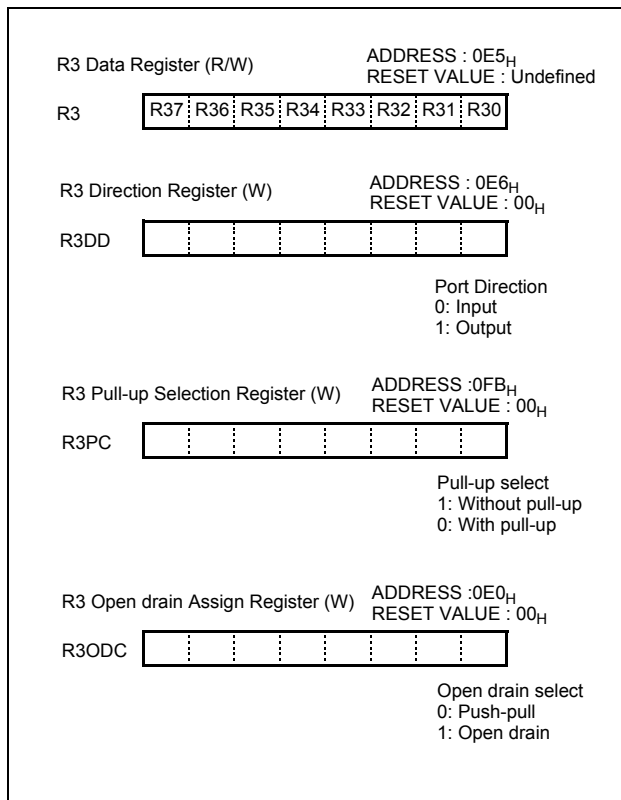 R3 Data Register (R/W)
ADDRESS : 0E5H
RESET VALUE : Undefined
R3
R37 R36 R35 R34 R33 R32 R31 R30
R3 Direction Register (W)
ADDRESS : 0E6H
RESET VALUE : 00H
R3DD
Port Direction
0: Input
1: Output
R3 Pull-up Selection Register (W)
ADDRESS :0FBH
RESET VALUE : 00H
R3PC
Pull-up select
1: Without pull-up
0: With pull-up
R3 Open drain Assign Register (W)
ADDRESS :0E0H
RESET VALUE : 00H
R3ODC
Open drain select
0: Push-pull
1: Open drain